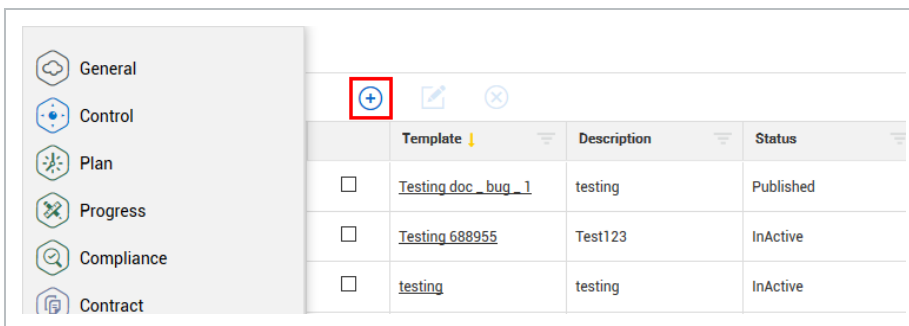 General
Control
Plan
Progress
Compliance
Contract
Template Description Status
Testing doc _ bug _ 1 testing Published
Testing 688955 Test123 InActive
testing testing InActive